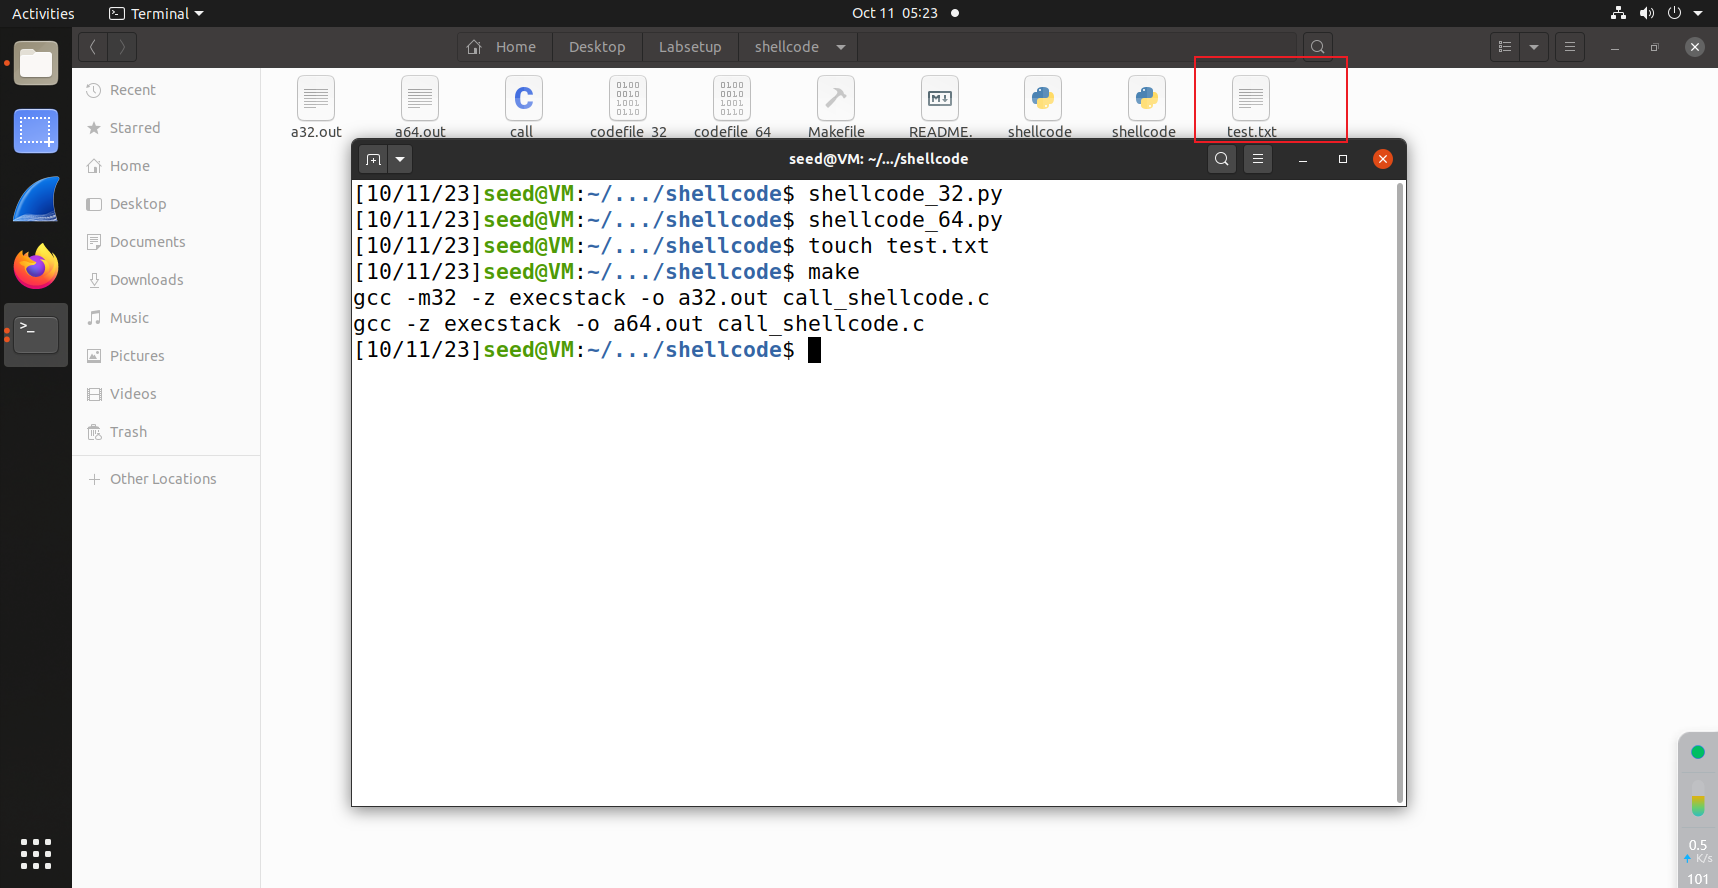 Activities
Terminal
Oct 11 05:23
Home
Desktop
Labsetup
shellcode
Recent
Starred
Home
Desktop
Documents
Downloads
Music
Pictures
Videos
Trash
Other Locations
a32.out
a64.out
call
codefile_32
codefile_64
Makefile
README.
shellcode
shellcode
test.txt
seed@VM: ~/.../shellcode
[10/11/23]seed@VM:~/.../shellcode$ shellcode_32.py
[10/11/23]seed@VM:~/.../shellcode$ shellcode_64.py
[10/11/23]seed@VM:~/.../shellcode$ touch test.txt
[10/11/23]seed@VM:~/.../shellcode$ make
gcc -m32 -z execstack -o a32.out call_shellcode.c
gcc -z execstack -o a64.out call_shellcode.c
[10/11/23]seed@VM:~/.../shellcode$
0.5
K/s
101